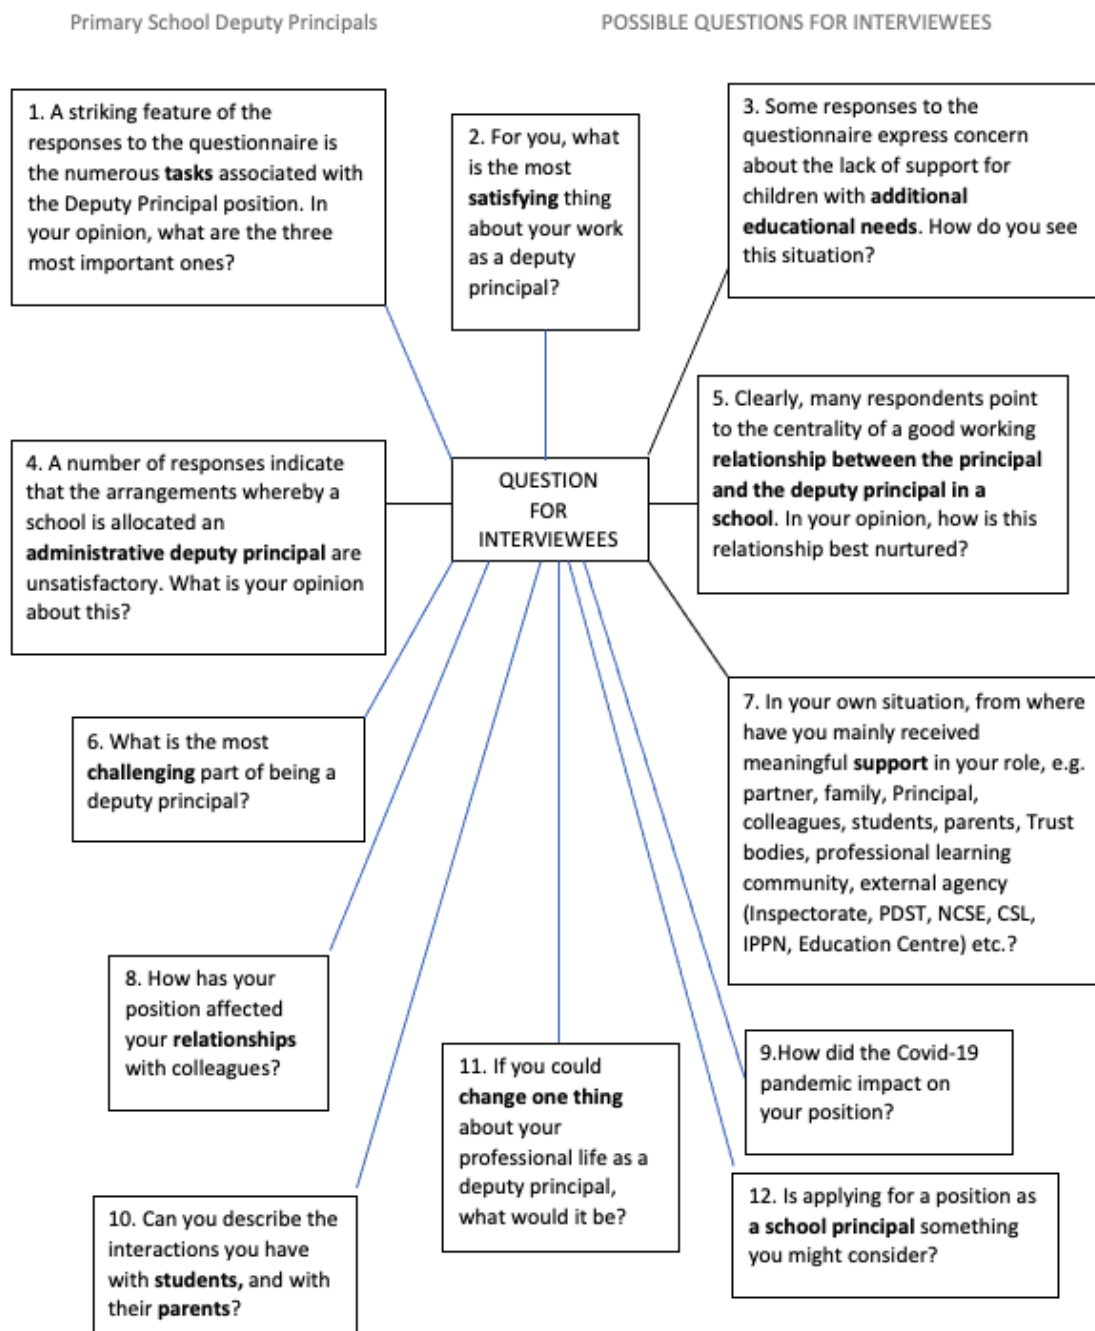 Primary School Deputy Principals
POSSIBLE QUESTIONS FOR INTERVIEWEES
1. A striking feature of the
responses to the questionnaire is
the numerous tasks associated with
the Deputy Principal position. In
your opinion, what are the three
most important ones?
2. For you, what
is the most
satisfying thing
about your work
as a deputy
principal?
3. Some responses to the
questionnaire express concern
about the lack of support for
children with additional
educational needs. How do you see
this situation?
4. A number of responses indicate
that the arrangements whereby a
school is allocated an
administrative deputy principal are
unsatisfactory. What is your opinion
about this?
QUESTION
FOR
INTERVIEWEES
5. Clearly, many respondents point
to the centrality of a good working
relationship between the principal
and the deputy principal in a
school. In your opinion, how is this
relationship best nurtured?
6. What is the most
challenging part of being a
deputy principal?
7. In your own situation, from where
have you mainly received
meaningful support in your role, e.g.
partner, family, Principal,
colleagues, students, parents, Trust
bodies, professional learning
community, external agency
(Inspectorate, PDST, NCSE, CSL,
IPPN, Education Centre) etc.?
8. How has your
position affected
your relationships
with colleagues?
9.How did the Covid-19
pandemic impact on
your position?
10. Can you describe the
interactions you have
with students, and with
their parents?
11. If you could
change one thing
about your
professional life as a
deputy principal,
what would it be?
12. Is applying for a position as
a school principal something
you might consider?